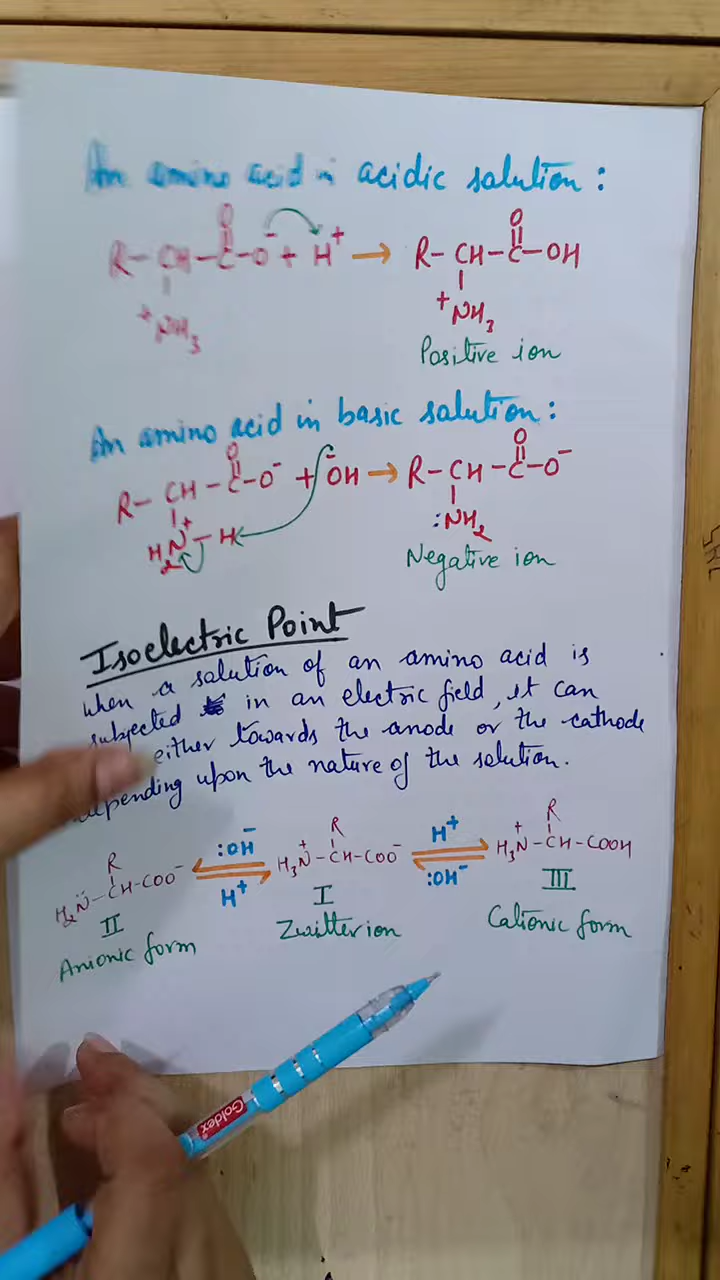 An amino acid in acidic solution :
O
R-CH-C-O⁻ + H⁺ → R-CH-C-OH
⁺NH₃
O
⁺NH₃
Positive ion
An amino acid in basic solution :
O
R-CH-C-O⁻ + ⁻OH → R-CH-C-O⁻
H₂N⁺-H
O
:NH₂
Negative ion
Isoelectric Point
When a solution of an amino acid is
subjected in an electric field, it can
either towards the anode or the cathode
depending upon the nature of the solution.
R
H₂N̈-CH-COO⁻
II
Anionic form
:OH⁻
H⁺
R
H₃N⁺-CH-COO⁻
I
Zwitter ion
H⁺
:OH⁻
R
H₃N⁺-CH-COOH
III
Cationic form
Goldex